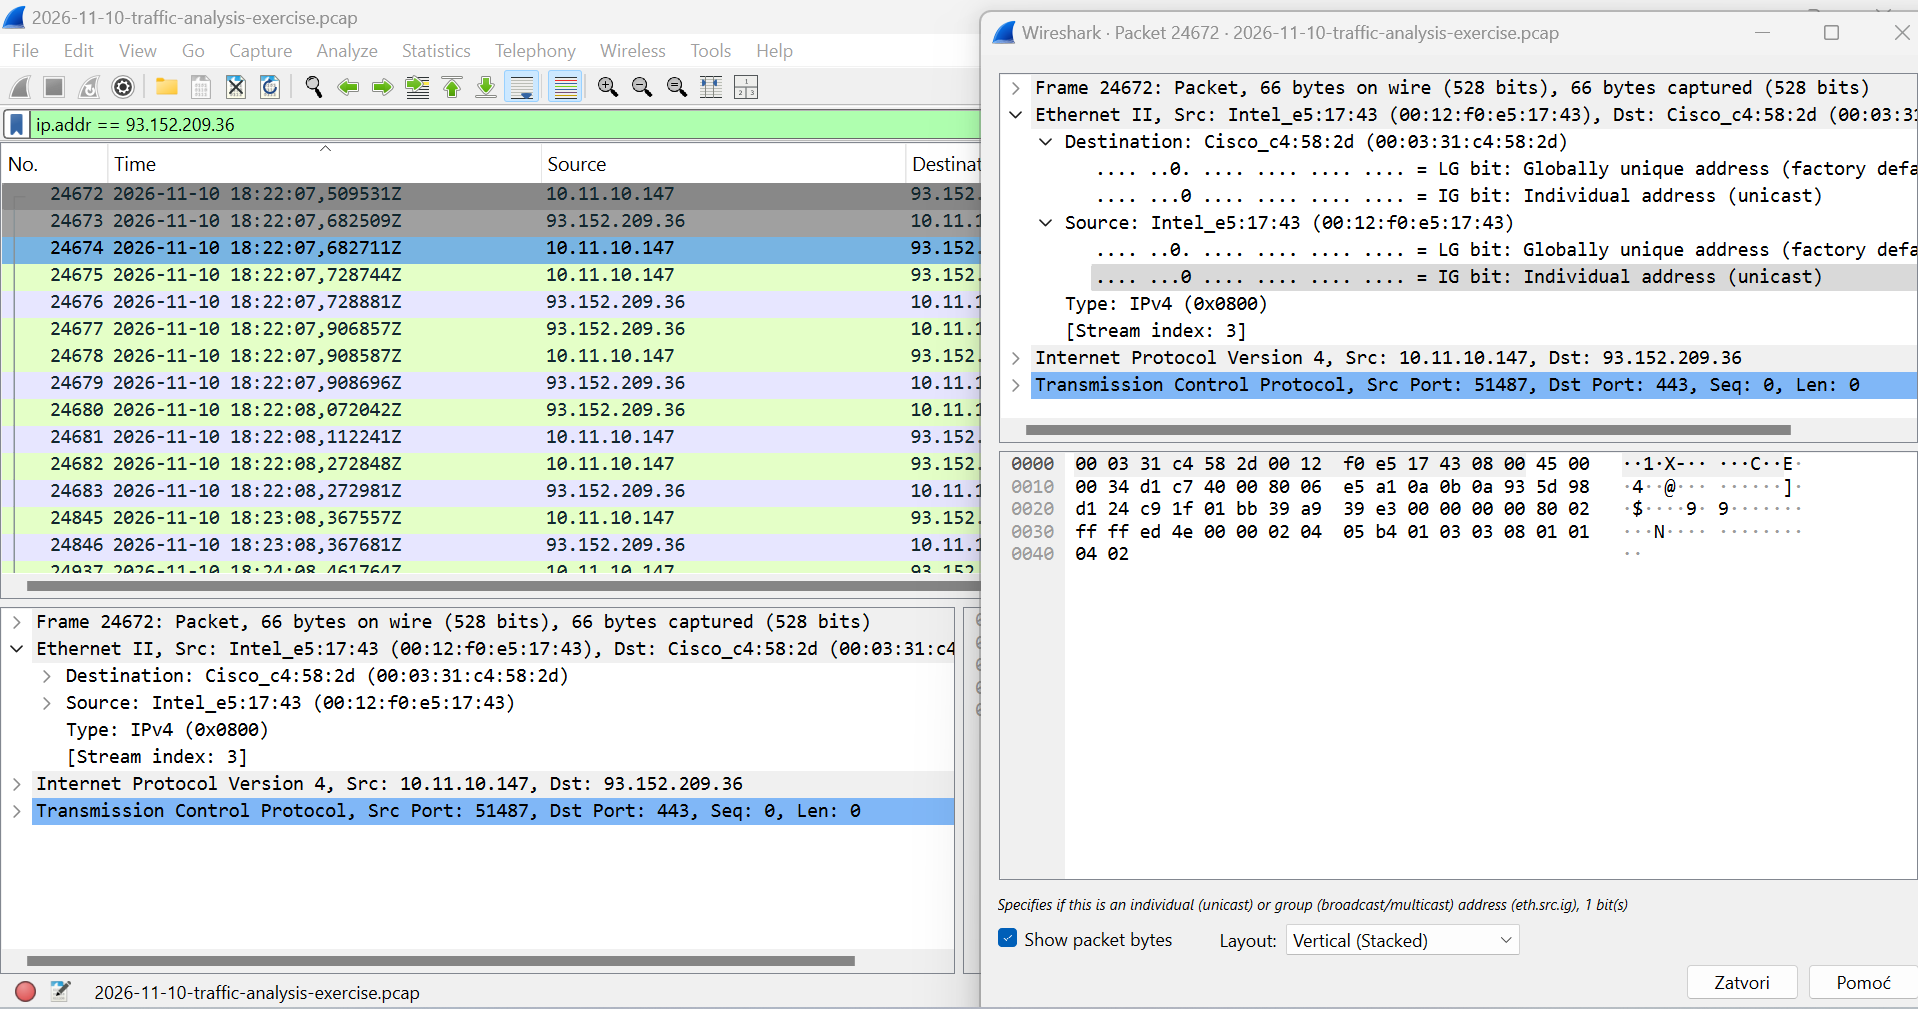 2026-11-10-traffic-analysis-exercise.pcap
File Edit View Go Capture Analyze Statistics Telephony Wireless Tools Help
ip.addr == 93.152.209.36
No. Time Source Destinat
24672 2026-11-10 18:22:07,509531Z 10.11.10.147 93.152.
24673 2026-11-10 18:22:07,682509Z 93.152.209.36 10.11.1
24674 2026-11-10 18:22:07,682711Z 10.11.10.147 93.152.
24675 2026-11-10 18:22:07,728744Z 10.11.10.147 93.152.
24676 2026-11-10 18:22:07,728881Z 93.152.209.36 10.11.1
24677 2026-11-10 18:22:07,906857Z 93.152.209.36 10.11.1
24678 2026-11-10 18:22:07,908587Z 10.11.10.147 93.152.
24679 2026-11-10 18:22:07,908696Z 93.152.209.36 10.11.1
24680 2026-11-10 18:22:08,072042Z 93.152.209.36 10.11.1
24681 2026-11-10 18:22:08,112241Z 10.11.10.147 93.152.
24682 2026-11-10 18:22:08,272848Z 10.11.10.147 93.152.
24683 2026-11-10 18:22:08,272981Z 93.152.209.36 10.11.1
24845 2026-11-10 18:23:08,367557Z 10.11.10.147 93.152.
24846 2026-11-10 18:23:08,367681Z 93.152.209.36 10.11.1
24937 2026-11-10 18:24:08,461764Z 10.11.10.147 93.152
Frame 24672: Packet, 66 bytes on wire (528 bits), 66 bytes captured (528 bits)
Ethernet II, Src: Intel_e5:17:43 (00:12:f0:e5:17:43), Dst: Cisco_c4:58:2d (00:03:31:c4
Destination: Cisco_c4:58:2d (00:03:31:c4:58:2d)
Source: Intel_e5:17:43 (00:12:f0:e5:17:43)
Type: IPv4 (0x0800)
[Stream index: 3]
Internet Protocol Version 4, Src: 10.11.10.147, Dst: 93.152.209.36
Transmission Control Protocol, Src Port: 51487, Dst Port: 443, Seq: 0, Len: 0
2026-11-10-traffic-analysis-exercise.pcap
Wireshark · Packet 24672 · 2026-11-10-traffic-analysis-exercise.pcap
Frame 24672: Packet, 66 bytes on wire (528 bits), 66 bytes captured (528 bits)
Ethernet II, Src: Intel_e5:17:43 (00:12:f0:e5:17:43), Dst: Cisco_c4:58:2d (00:03:31
Destination: Cisco_c4:58:2d (00:03:31:c4:58:2d)
.... ..0. .... .... .... .... = LG bit: Globally unique address (factory defa
.... ...0 .... .... .... .... = IG bit: Individual address (unicast)
Source: Intel_e5:17:43 (00:12:f0:e5:17:43)
.... ..0. .... .... .... .... = LG bit: Globally unique address (factory defa
.... ...0 .... .... .... .... = IG bit: Individual address (unicast)
Type: IPv4 (0x0800)
[Stream index: 3]
Internet Protocol Version 4, Src: 10.11.10.147, Dst: 93.152.209.36
Transmission Control Protocol, Src Port: 51487, Dst Port: 443, Seq: 0, Len: 0
0000 00 03 31 c4 58 2d 00 12 f0 e5 17 43 08 00 45 00 ··1·X-·· ···C··E·
0010 00 34 d1 c7 40 00 80 06 e5 a1 0a 0b 0a 93 5d 98 ·4··@··· ······]·
0020 d1 24 c9 1f 01 bb 39 a9 39 e3 00 00 00 00 80 02 ·$····9· 9·······
0030 ff ff ed 4e 00 00 02 04 05 b4 01 03 03 08 01 01 ···N···· ········
0040 04 02 ··
Specifies if this is an individual (unicast) or group (broadcast/multicast) address (eth.src.ig), 1 bit(s)
Show packet bytes Layout: Vertical (Stacked)
Zatvori Pomoć